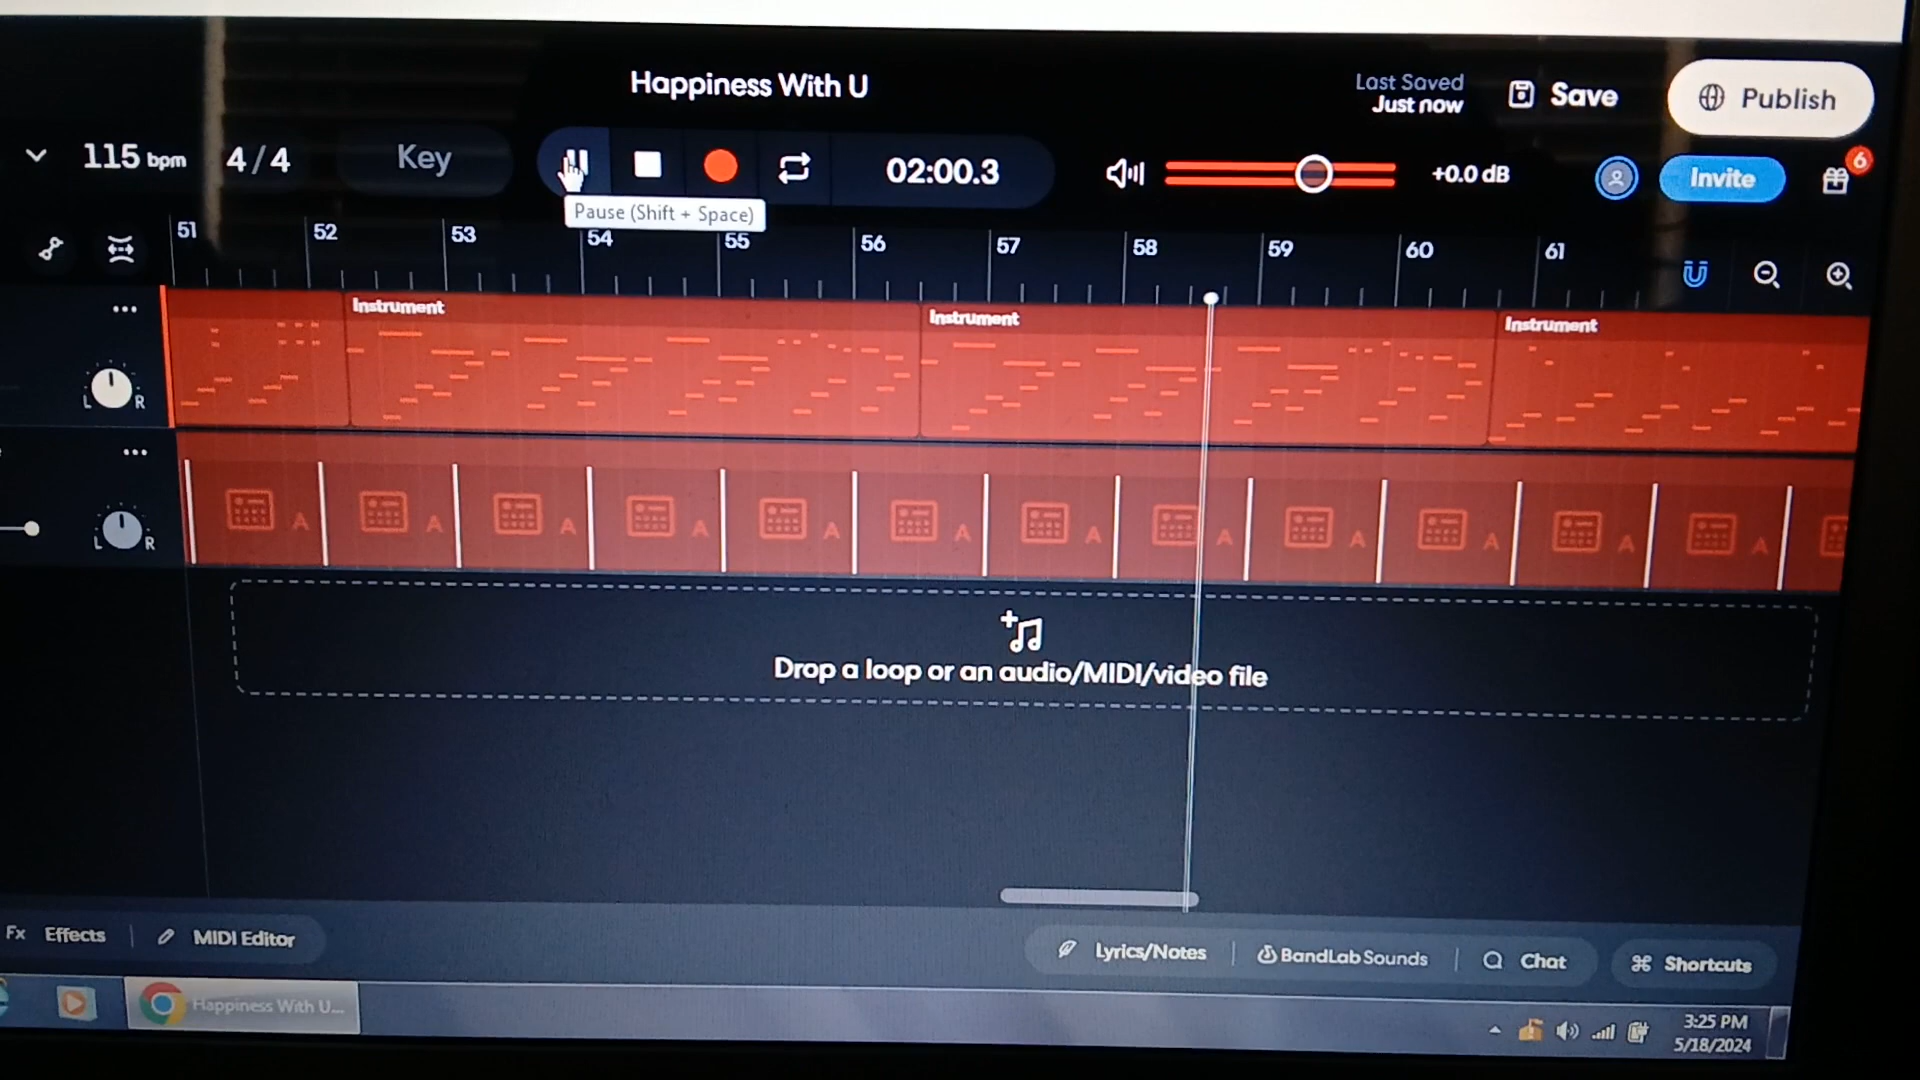 Happiness With U
Last Saved
Just now
Save
Publish
115 bpm
4/4
Key
02:00.3
+0.0 dB
Invite
6
Pause (Shift + Space)
51 52 53 54 55 56 57 58 59 60 61
Instrument Instrument Instrument
L R
A A A A A A A A A A A A
L R
Drop a loop or an audio/MIDI/video file
Fx Effects
MIDI Editor
Lyrics/Notes
BandLab Sounds
Chat
Shortcuts
Happiness With U...
3:25 PM
5/18/2024